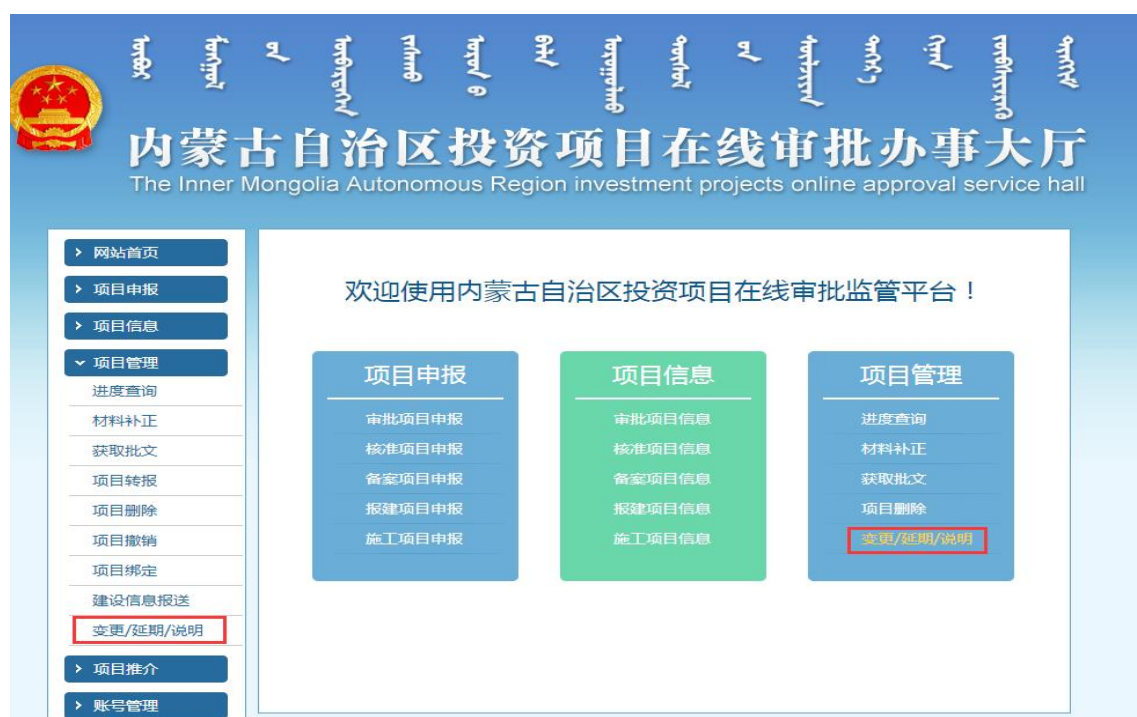 内蒙古自治区投资项目在线审批办事大厅
The Inner Mongolia Autonomous Region investment projects online approval service hall
网站首页
项目申报
项目信息
项目管理
进度查询
材料补正
获取批文
项目转报
项目删除
项目撤销
项目绑定
建设信息报送
变更/延期/说明
项目推介
账号管理
欢迎使用内蒙古自治区投资项目在线审批监管平台！
项目申报
审批项目申报
核准项目申报
备案项目申报
报建项目申报
施工项目申报
项目信息
审批项目信息
核准项目信息
备案项目信息
报建项目信息
施工项目信息
项目管理
进度查询
材料补正
获取批文
项目删除
变更/延期/说明